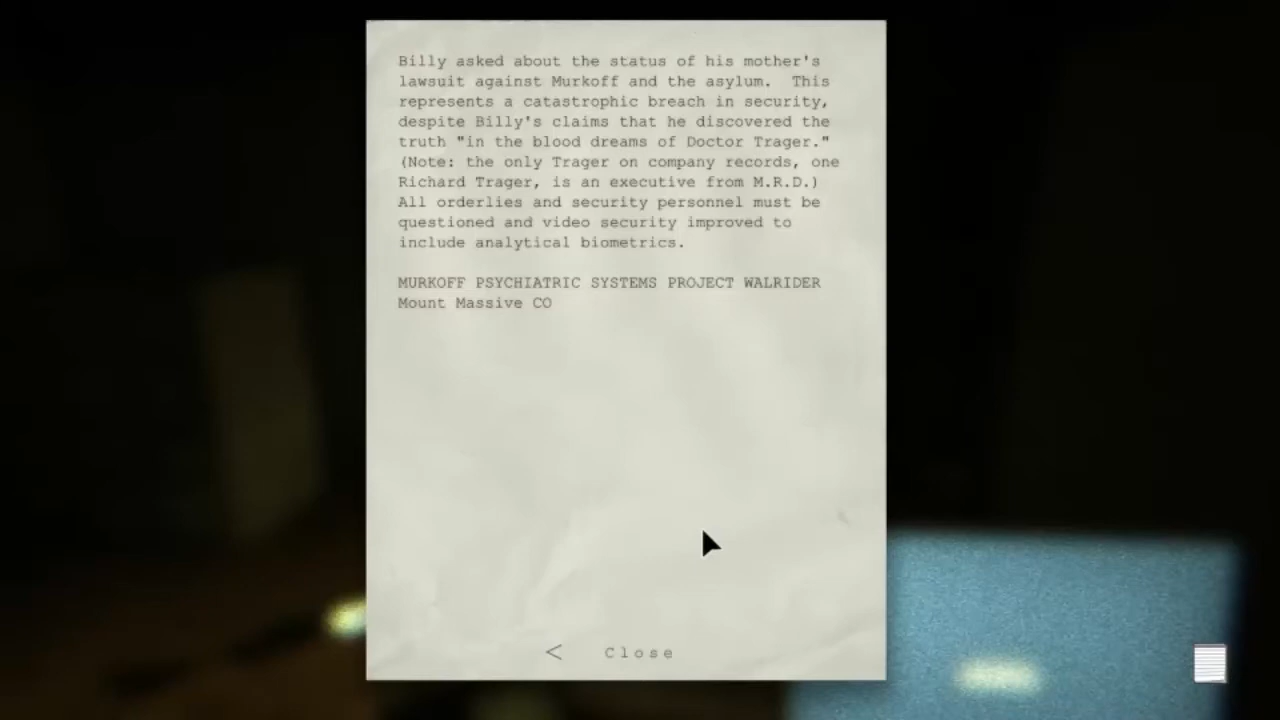 Billy asked about the status of his mother's
lawsuit against Murkoff and the asylum.  This
represents a catastrophic breach in security,
despite Billy's claims that he discovered the
truth "in the blood dreams of Doctor Trager."
(Note: the only Trager on company records, one
Richard Trager, is an executive from M.R.D.)
All orderlies and security personnel must be
questioned and video security improved to
include analytical biometrics.

MURKOFF PSYCHIATRIC SYSTEMS PROJECT WALRIDER
Mount Massive CO
< Close